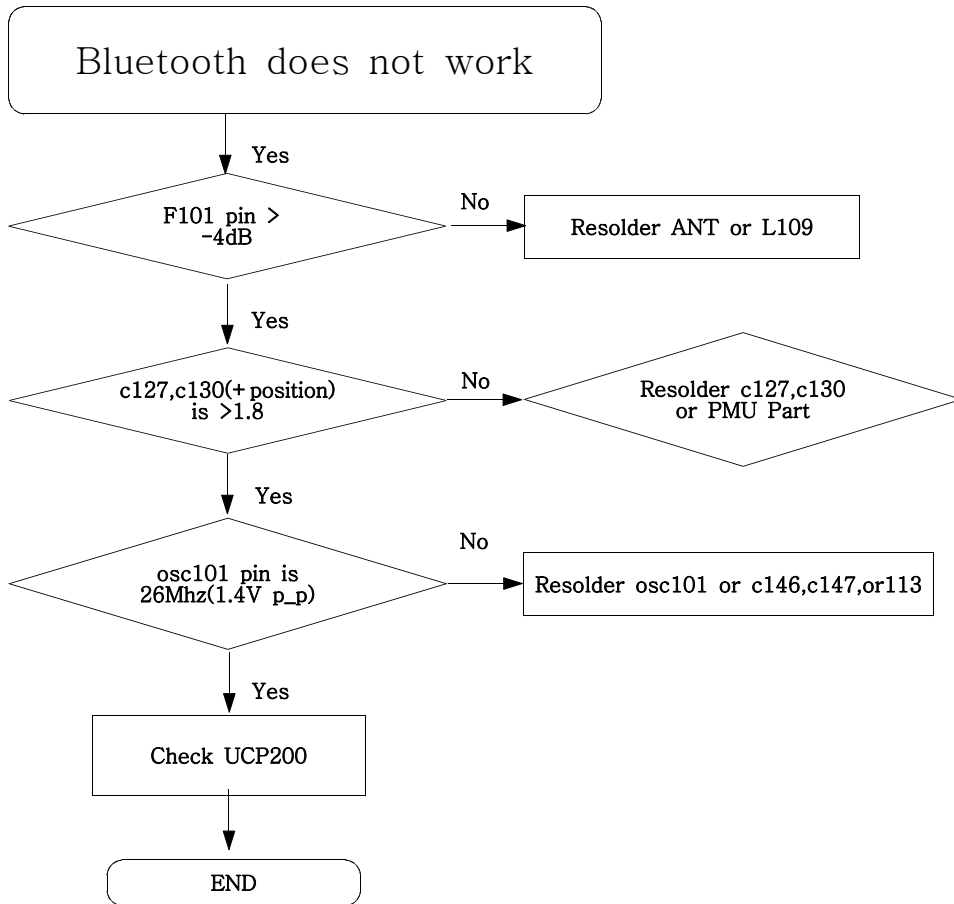 Bluetooth does not work
Yes
F101 pin >
-4dB
No
Resolder ANT or L109
Yes
c127,c130(+position)
is >1.8
No
Resolder c127,c130
or PMU Part
Yes
osc101 pin is
26Mhz(1.4V p_p)
No
Resolder osc101 or c146,c147,or113
Yes
Check UCP200
END